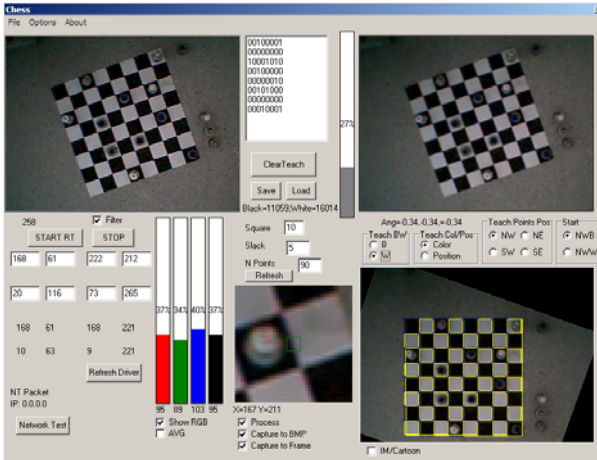 Chess
File Options About
00100001
00000000
10001010
00100000
00000010
00101000
00000000
00010001
27%
ClearTeach
Save Load
Black=11059,White=16014
258
Filter
START RT STOP
168 61 222 212
20 116 73 265
168 61 168 221
10 63 9 221
Refresh Driver
NT Packet
IP: 0.0.0.0
Network Test
37% 34% 40% 37%
95 89 103 95
Show RGB
AVG
Square 10
Slack 5
N Points 90
Refresh
X=167 Y=211
Process
Capture to BMP
Capture to Frame
Ang=-0.34,-0.34,=-0.34
Teach BW
B
W
Teach Col/Pos
Color
Position
Teach Points Pos
NW NE
SW SE
Start
NWB
NWW
IM/Cartoon